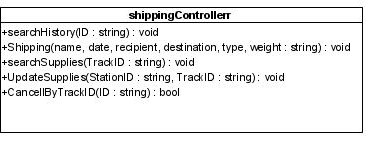 shippingControllerr
+searchHistory(ID : string) : void
+Shipping(name, date, recipient, destination, type, weight : string) : void
+searchSupplies(TrackID : string) : void
+UpdateSupplies(StationID : string, TrackID : string) : void
+CancellByTrackID(ID : string) : bool